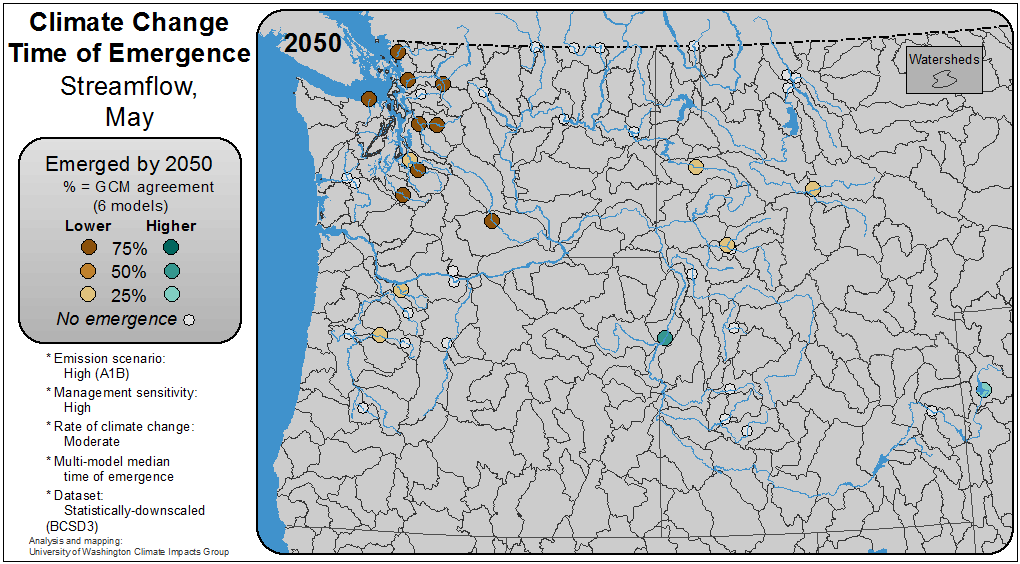 Climate Change
Time of Emergence
Streamflow,
May
Emerged by 2050
% = GCM agreement
(6 models)
Lower Higher
75%
50%
25%
No emergence
* Emission scenario:
High (A1B)
* Management sensitivity:
High
* Rate of climate change:
Moderate
* Multi-model median
time of emergence
* Dataset:
Statistically-downscaled
(BCSD3)
Analysis and mapping:
University of Washington Climate Impacts Group
2050
Watersheds